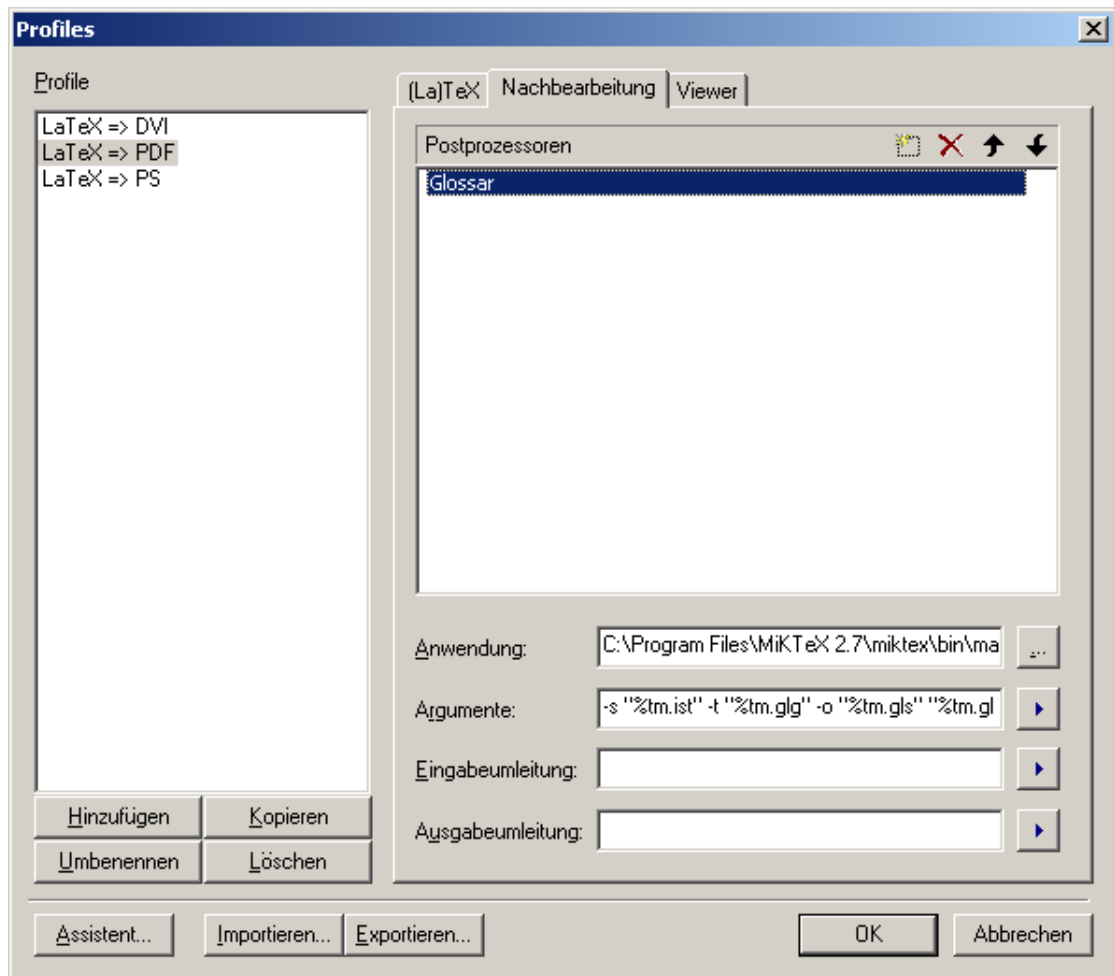 Profiles
Profile
LaTeX => DVI
LaTeX => PDF
LaTeX => PS
Hinzufügen Kopieren
Umbenennen Löschen
(La)TeX Nachbearbeitung Viewer
Postprozessoren
Glossar
Anwendung: C:\Program Files\MiKTeX 2.7\miktex\bin\ma ...
Argumente: -s "%tm.ist" -t "%tm.glg" -o "%tm.gls" "%tm.gl
Eingabeumleitung:
Ausgabeumleitung:
Assistent... Importieren... Exportieren... OK Abbrechen